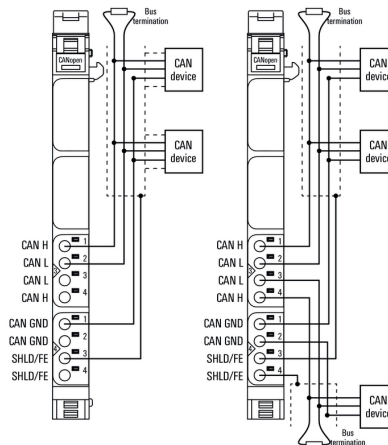 Bus
termination
CANopen
CAN
device
CAN
device
CAN H
1
CAN L
2
CAN L
3
CAN H
4
CAN GND
1
CAN GND
2
SHLD/FE
3
SHLD/FE
4
Bus
termination
CANopen
CAN
device
CAN
device
CAN H
1
CAN L
2
CAN L
3
CAN H
4
CAN GND
1
CAN GND
2
SHLD/FE
3
SHLD/FE
4
CAN
device
Bus
termination